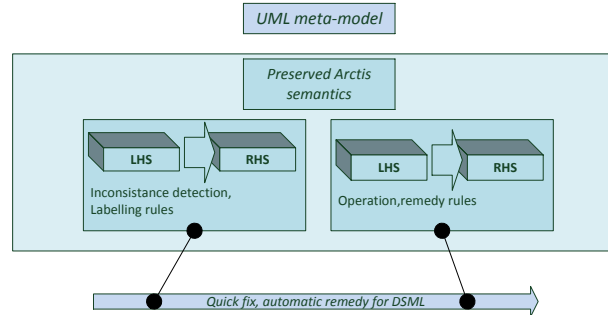 UML meta-model
Preserved Arctis
semantics
LHS
RHS
Inconsistance detection,
Labelling rules
LHS
RHS
Operation,remedy rules
Quick fix, automatic remedy for DSML